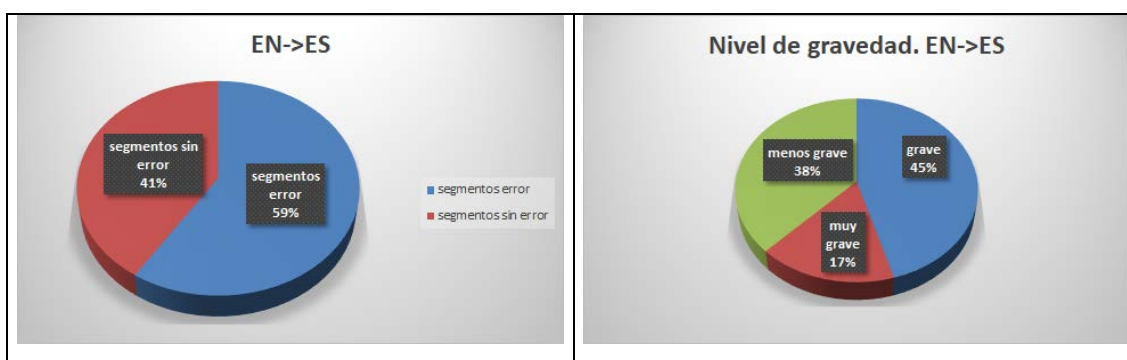 EN->ES
segmentos sin
error
41%
segmentos
error
59%
segmentos error
segmentos sin error
Nivel de gravedad. EN->ES
menos grave
38%
grave
45%
muy
grave
17%